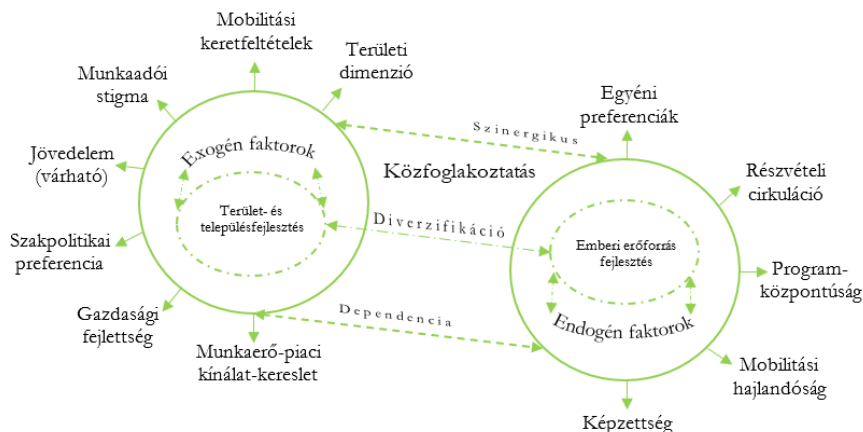 Mobilitási
keretfeltételek
Területi
dimenzió
Munkaadói
stigma
Jövedelem
(várható)
Szakpolitikai
preferencia
Gazdasági
fejlettség
Munkaerő-piaci
kínálat-kereslet
Exogén faktorok
Terület- és
településfejlesztés
Szinergikus
Közfoglakoztatás
Diverzifikáció
Dependencia
Egyéni
preferenciák
Részvételi
cirkuláció
Program-
központúság
Mobilitási
hajlandóság
Képzettség
Emberi erőforrás
fejlesztés
Endogén faktorok